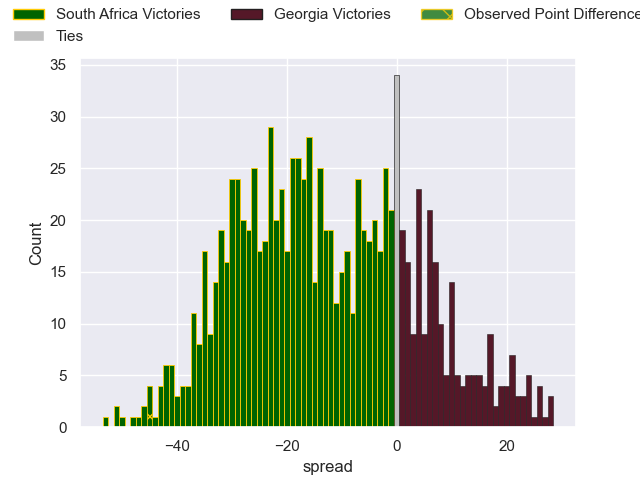 South Africa Victories Georgia Victories Observed Point Difference
Ties
35
30
25
20
15
10
5
0
Count
−40 −20 0 20
spread